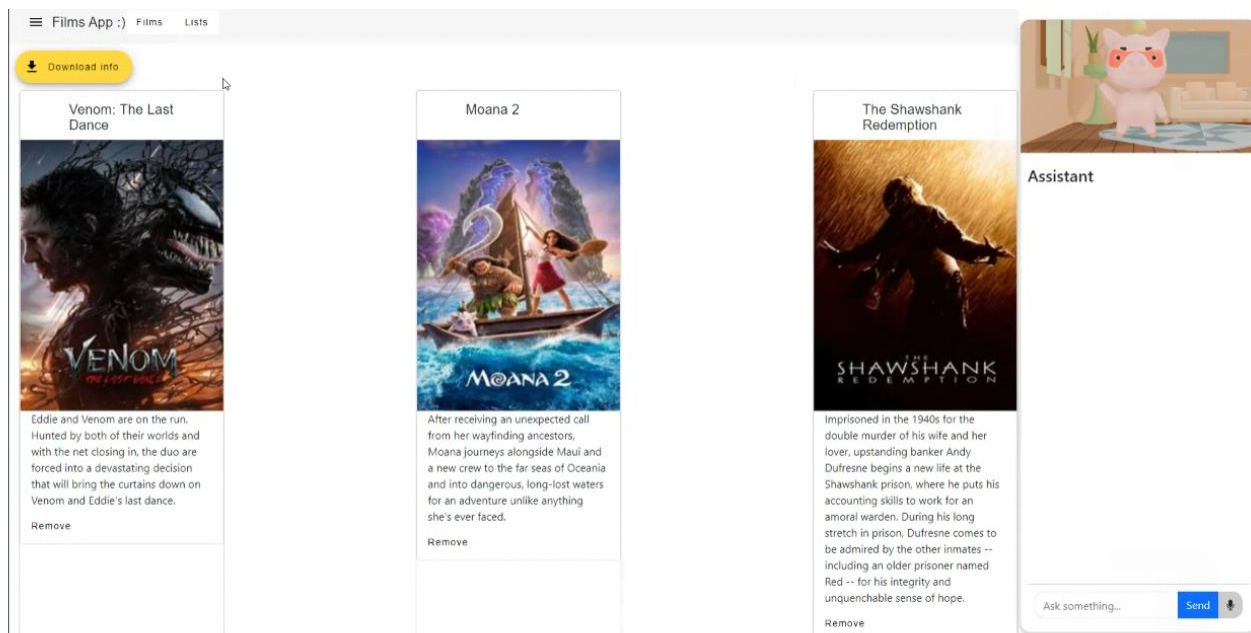 Films App :) Films Lists
Download info
Venom: The Last
Dance
VENOM
THE LAST DANCE
Eddie and Venom are on the run.
Hunted by both of their worlds and
with the net closing in, the duo are
forced into a devastating decision
that will bring the curtains down on
Venom and Eddie's last dance.
Remove
Moana 2
2
MOANA 2
After receiving an unexpected call
from her wayfinding ancestors,
Moana journeys alongside Maui and
a new crew to the far seas of Oceania
and into dangerous, long-lost waters
for an adventure unlike anything
she's ever faced.
Remove
The Shawshank
Redemption
THE
SHAWSHANK
REDEMPTION
Imprisoned in the 1940s for the
double murder of his wife and her
lover, upstanding banker Andy
Dufresne begins a new life at the
Shawshank prison, where he puts his
accounting skills to work for an
amoral warden. During his long
stretch in prison, Dufresne comes to
be admired by the other inmates --
including an older prisoner named
Red -- for his integrity and
unquenchable sense of hope.
Remove
Assistant
Ask something... Send